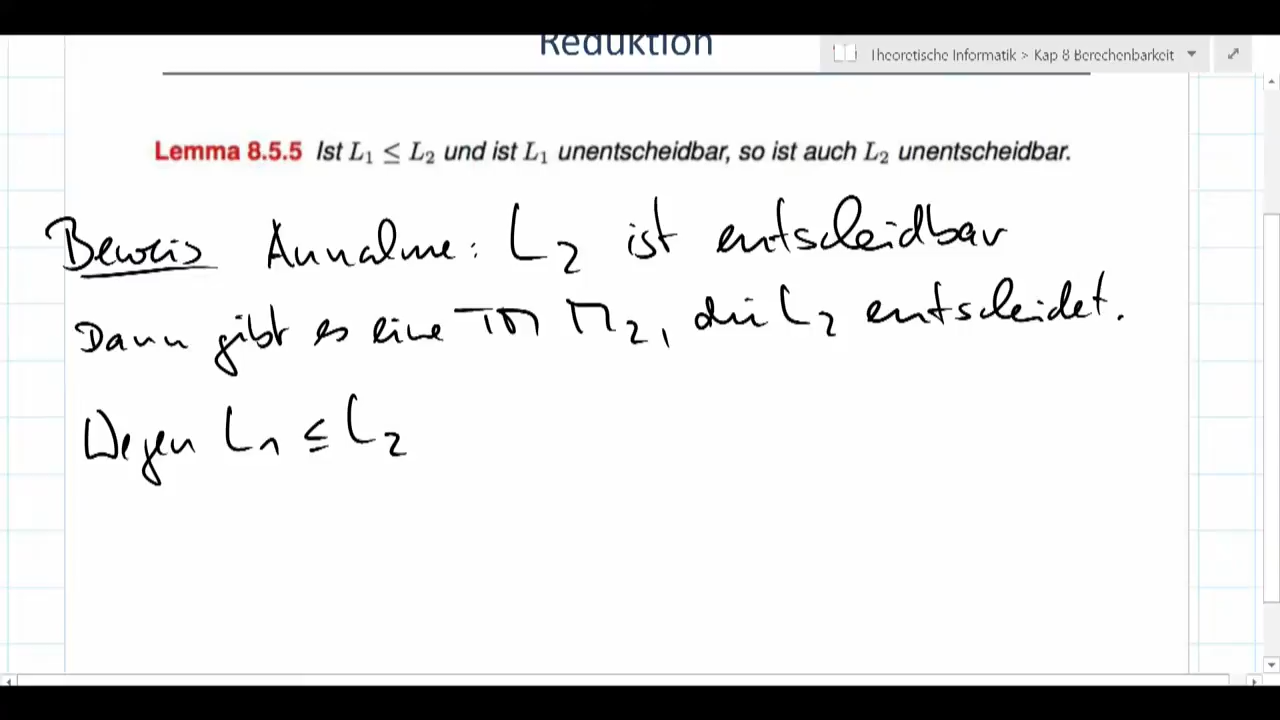 Reduktion
Theoretische Informatik > Kap 8 Berechenbarkeit
Lemma 8.5.5 Ist L₁ ≤ L₂ und ist L₁ unentscheidbar, so ist auch L₂ unentscheidbar.
Beweis Annahme: L₂ ist entscheidbar
Dann gibt es eine TM M₂, die L₂ entscheidet.
Wegen L₁ ≤ L₂